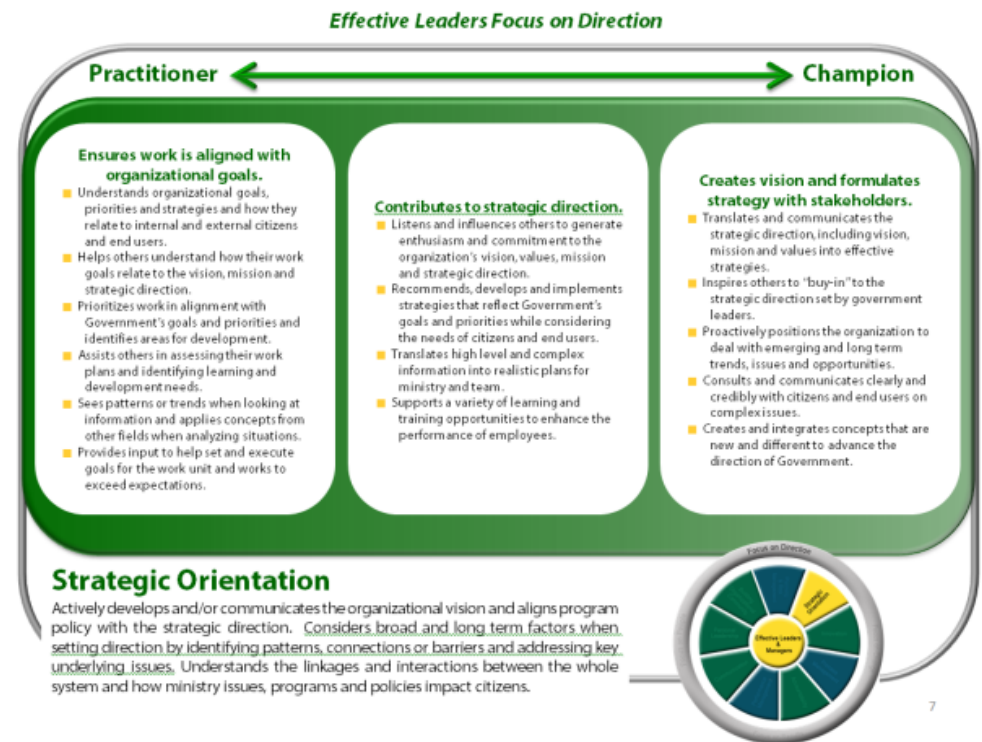 Effective Leaders Focus on Direction
Practitioner
Champion
Ensures work is aligned with
organizational goals.
Understands organizational goals,
priorities and strategies and how they
relate to internal and external citizens
and end users.
Helps others understand how their work
goals relate to the vision, mission and
strategic direction.
Prioritizes work in alignment with
Government's goals and priorities and
identifies areas for development.
Assists others in assessing their work
plans and identifying learning and
development needs.
Sees patterns or trends when looking at
information and applies concepts from
other fields when analyzing situations.
Provides input to help set and execute
goals for the work unit and works to
exceed expectations.
Contributes to strategic direction.
Listens and influences others to generate
enthusiasm and commitment to the
organization's vision, values, mission
and strategic direction.
Recommends, develops and implements
strategies that reflect Government's
goals and priorities while considering
the needs of citizens and end users.
Translates high level and complex
information into realistic plans for
ministry and team.
Supports a variety of learning and
training opportunities to enhance the
performance of employees.
Creates vision and formulates
strategy with stakeholders.
Translates and communicates the
strategic direction, including vision,
mission and values into effective
strategies.
Inspires others to "buy-in" to the
strategic direction set by government
leaders.
Proactively positions the organization to
deal with emerging and long term
trends, issues and opportunities.
Consults and communicates clearly and
credibly with citizens and end users on
complex issues.
Creates and integrates concepts that are
new and different to advance the
direction of Government.
Strategic Orientation
Actively develops and/or communicates the organizational vision and aligns program
policy with the strategic direction. Considers broad and long term factors when
setting direction by identifying patterns, connections or barriers and addressing key
underlying issues. Understands the linkages and interactions between the whole
system and how ministry issues, programs and policies impact citizens.
Focus on Direction
Strategic
Orientation
Effective Leaders
&
Managers
7